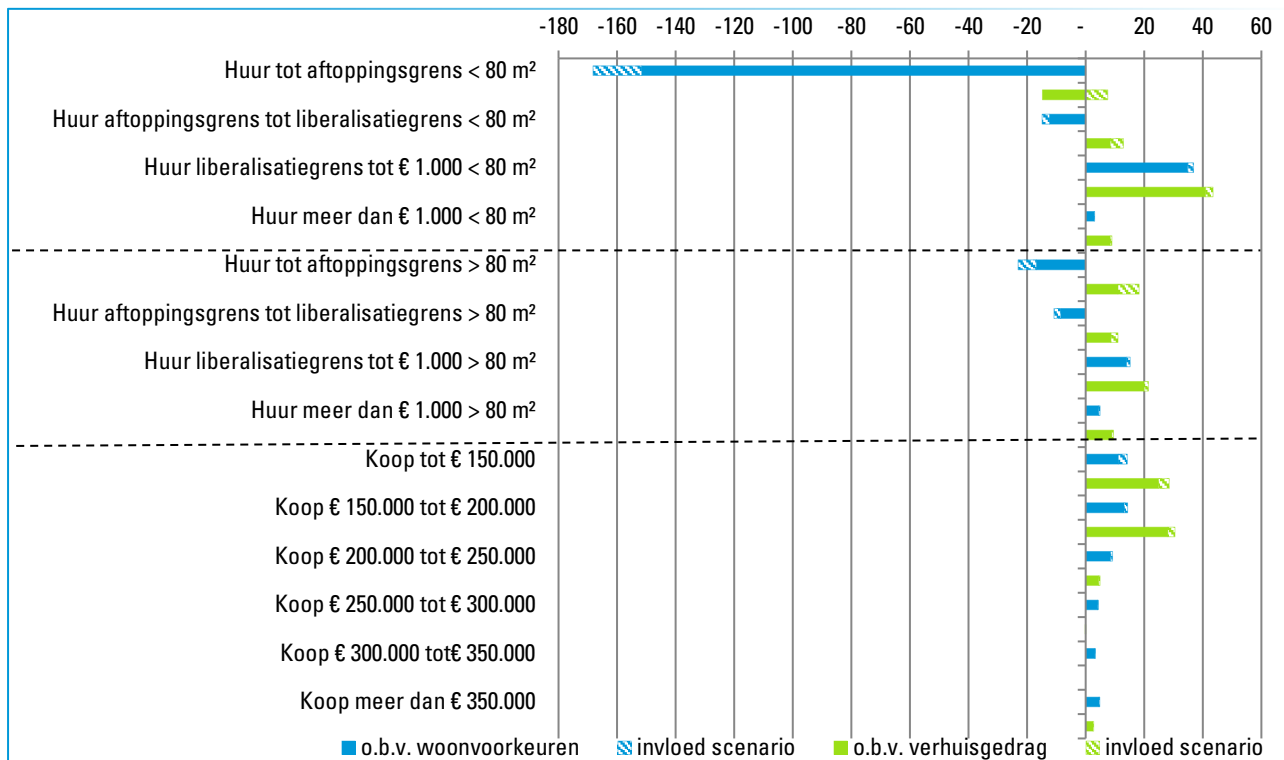 -180 -160 -140 -120 -100 -80 -60 -40 -20 - 20 40 60
Huur tot aftoppingsgrens < 80 m²
Huur aftoppingsgrens tot liberalisatiegrens < 80 m²
Huur liberalisatiegrens tot € 1.000 < 80 m²
Huur meer dan € 1.000 < 80 m²
Huur tot aftoppingsgrens > 80 m²
Huur aftoppingsgrens tot liberalisatiegrens > 80 m²
Huur liberalisatiegrens tot € 1.000 > 80 m²
Huur meer dan € 1.000 > 80 m²
Koop tot € 150.000
Koop € 150.000 tot € 200.000
Koop € 200.000 tot € 250.000
Koop € 250.000 tot € 300.000
Koop € 300.000 tot€ 350.000
Koop meer dan € 350.000
o.b.v. woonvoorkeuren invloed scenario o.b.v. verhuisgedrag invloed scenario